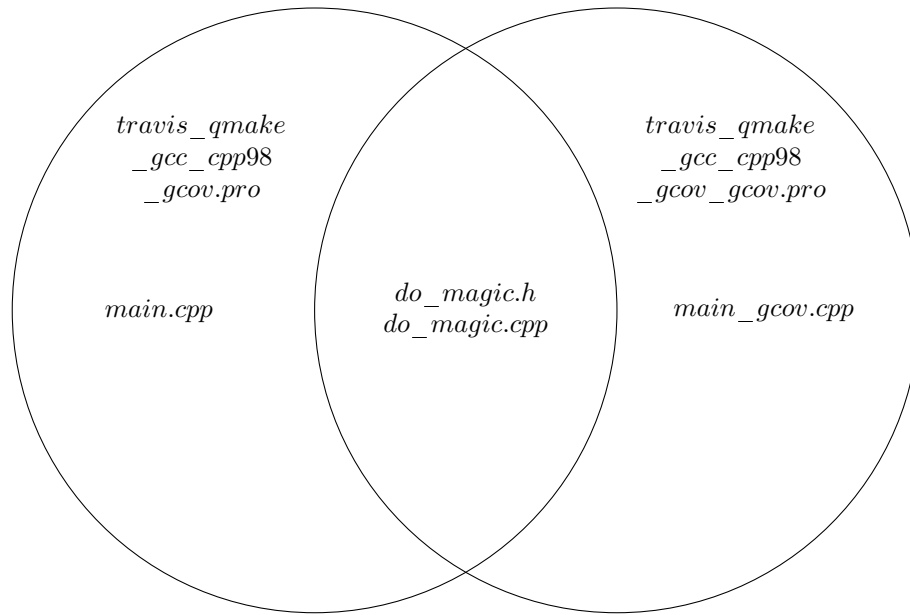 travis_qmake
_gcc_cpp98
_gcov.pro
main.cpp
do_magic.h
do_magic.cpp
travis_qmake
_gcc_cpp98
_gcov_gcov.pro
main_gcov.cpp